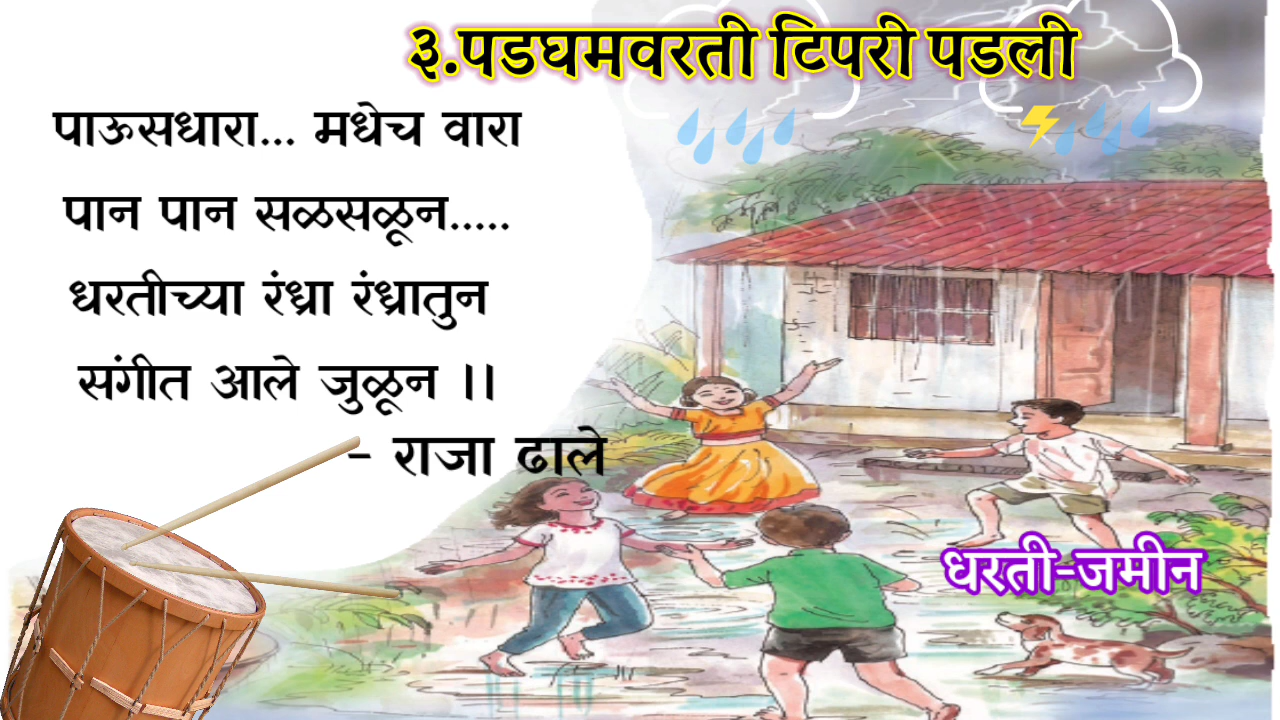 ३.पडघमवरती टिपरी पडली
पाऊसधारा... मधेच वारा
पान पान सळसळून.....
धरतीच्या रंध्रा रंध्रातुन
संगीत आले जुळून ।।
- राजा ढाले
धरती-जमीन